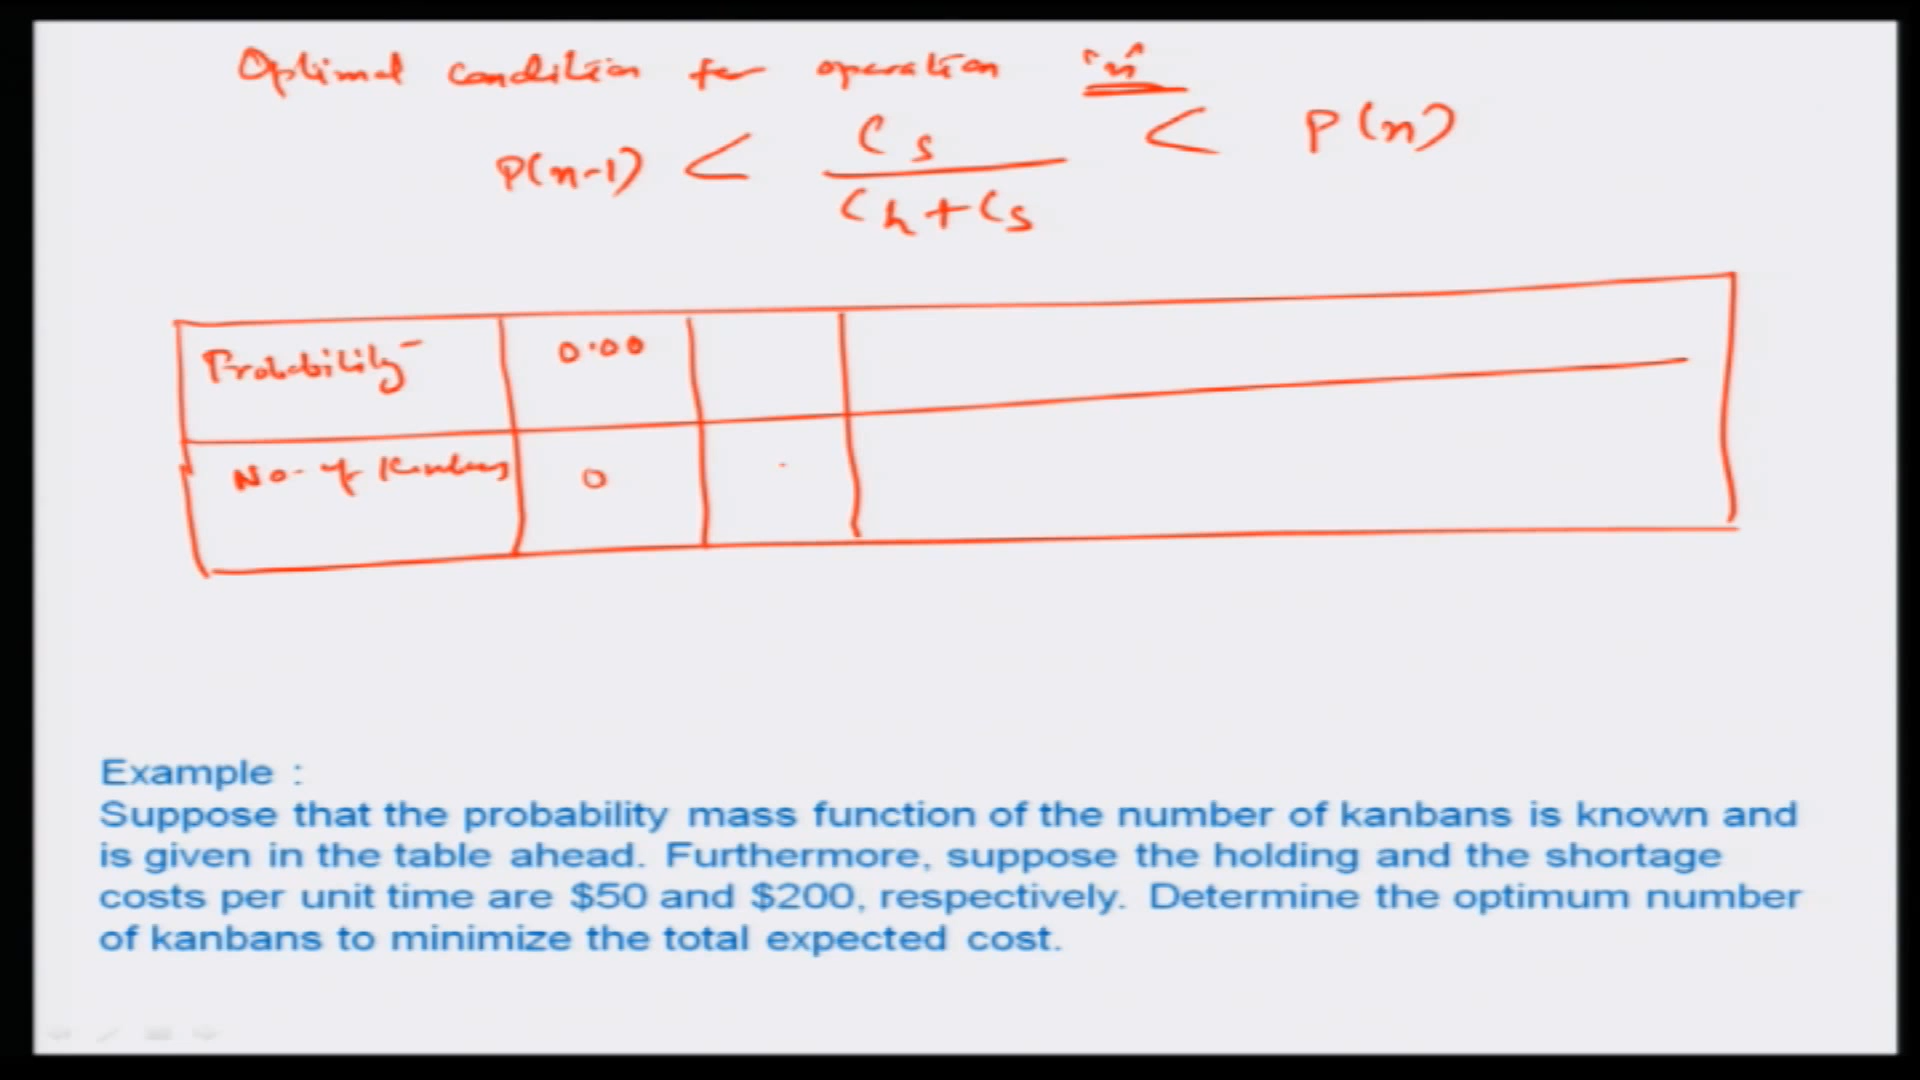 Optimal condition for operation "n"
P(n-1) < Cs / Ch + Cs < P(n)
Probability 0.00
No. of Kanbans 0
Example :
Suppose that the probability mass function of the number of kanbans is known and
is given in the table ahead. Furthermore, suppose the holding and the shortage
costs per unit time are $50 and $200, respectively. Determine the optimum number
of kanbans to minimize the total expected cost.